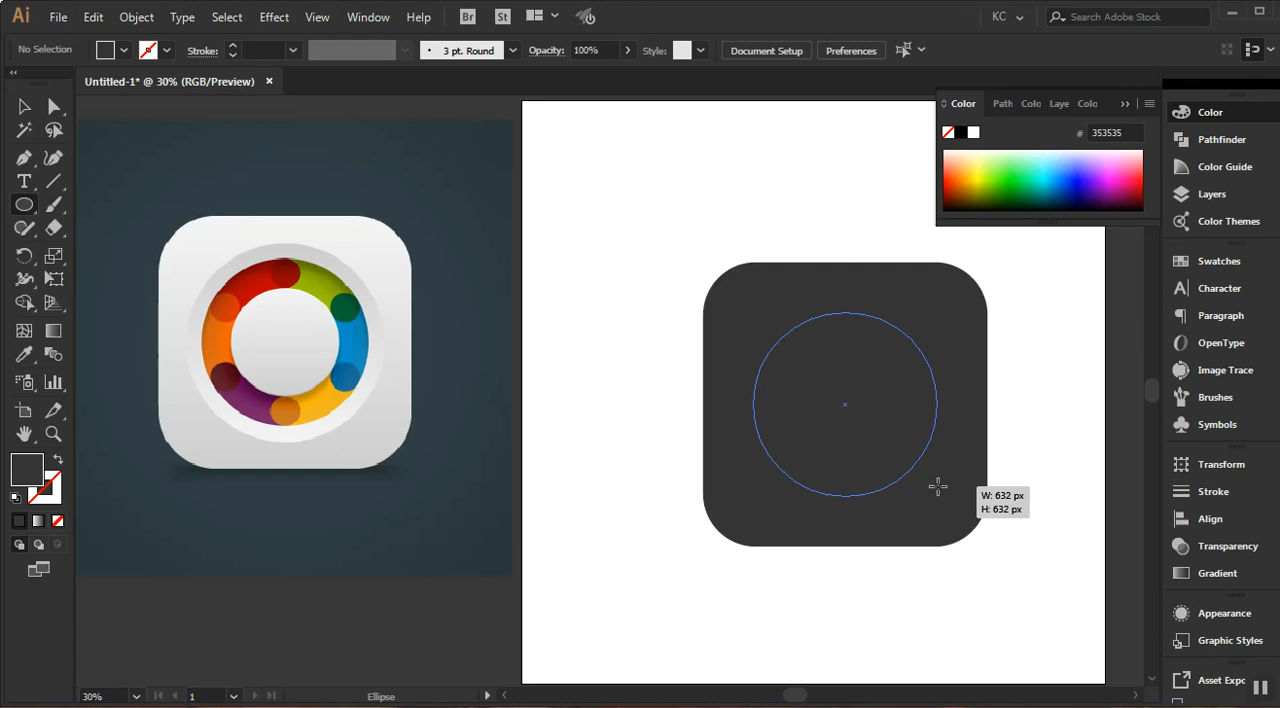 Ai File Edit Object Type Select Effect View Window Help Br St KC Search Adobe Stock
No Selection Stroke: 3 pt. Round Opacity: 100% Style: Document Setup Preferences
Untitled-1* @ 30% (RGB/Preview)
Color Path Colo Laye Colo
# 353535
Color
Pathfinder
Color Guide
Layers
Color Themes
Swatches
Character
Paragraph
OpenType
Image Trace
Brushes
Symbols
Transform
Stroke
Align
Transparency
Gradient
Appearance
Graphic Styles
Asset Expo
W: 632 px
H: 632 px
30% 1 Ellipse